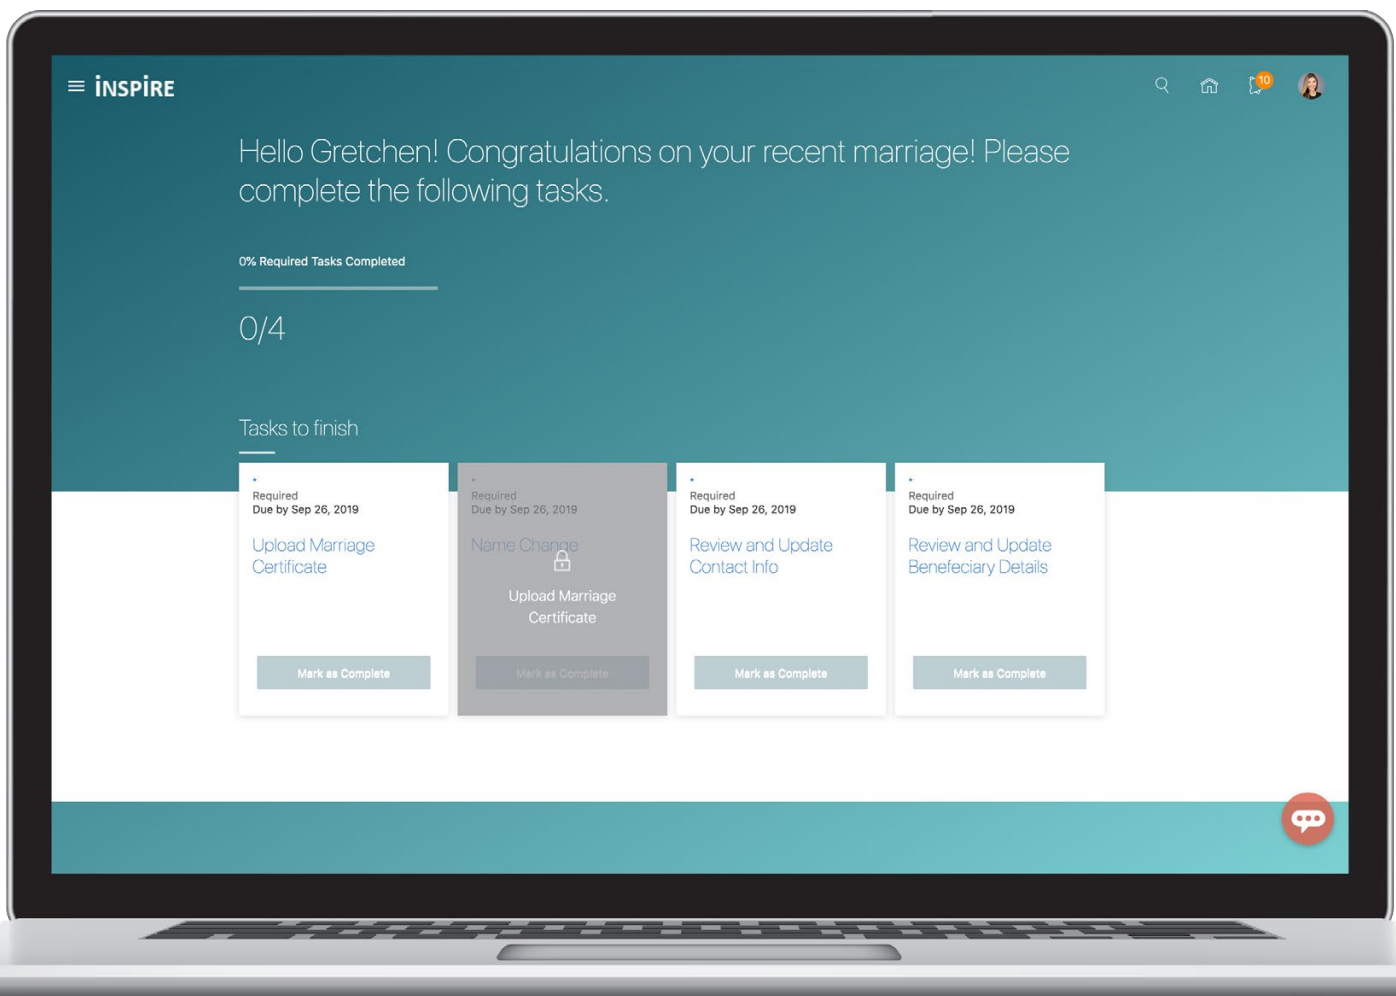 iNSPiRE
10
Hello Gretchen! Congratulations on your recent marriage! Please
complete the following tasks.
0% Required Tasks Completed
0/4
Tasks to finish
*
Required
Due by Sep 26, 2019
Upload Marriage
Certificate
Mark as Complete
*
Required
Due by Sep 26, 2019
Name Change
Upload Marriage
Certificate
Mark as Complete
*
Required
Due by Sep 26, 2019
Review and Update
Contact Info
Mark as Complete
*
Required
Due by Sep 26, 2019
Review and Update
Benefeciary Details
Mark as Complete